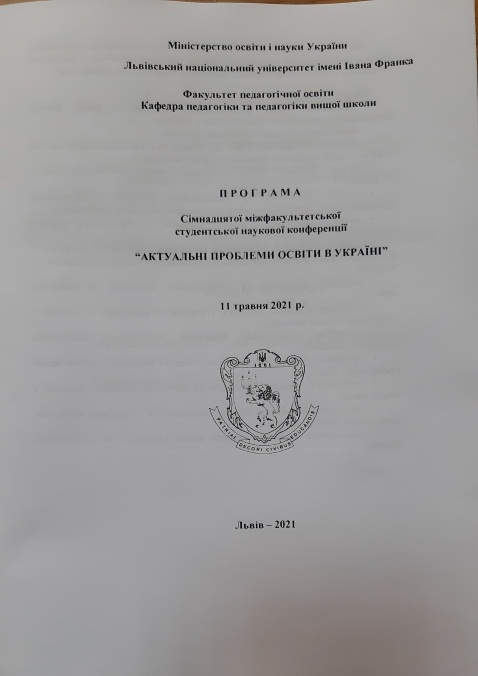 Міністерство освіти і науки України
Львівський національний університет імені Івана Франка
Факультет педагогічної освіти
Кафедра педагогіки та педагогіки вищої школи
П Р О Г Р А М А
Сімнадцятої міжфакультетської
студентської наукової конференції
“АКТУАЛЬНІ ПРОБЛЕМИ ОСВІТИ В УКРАЇНІ”
11 травня 2021 р.
1661
PATRIAE DECORI CIVIBUS EDUCANDIS
Львів – 2021